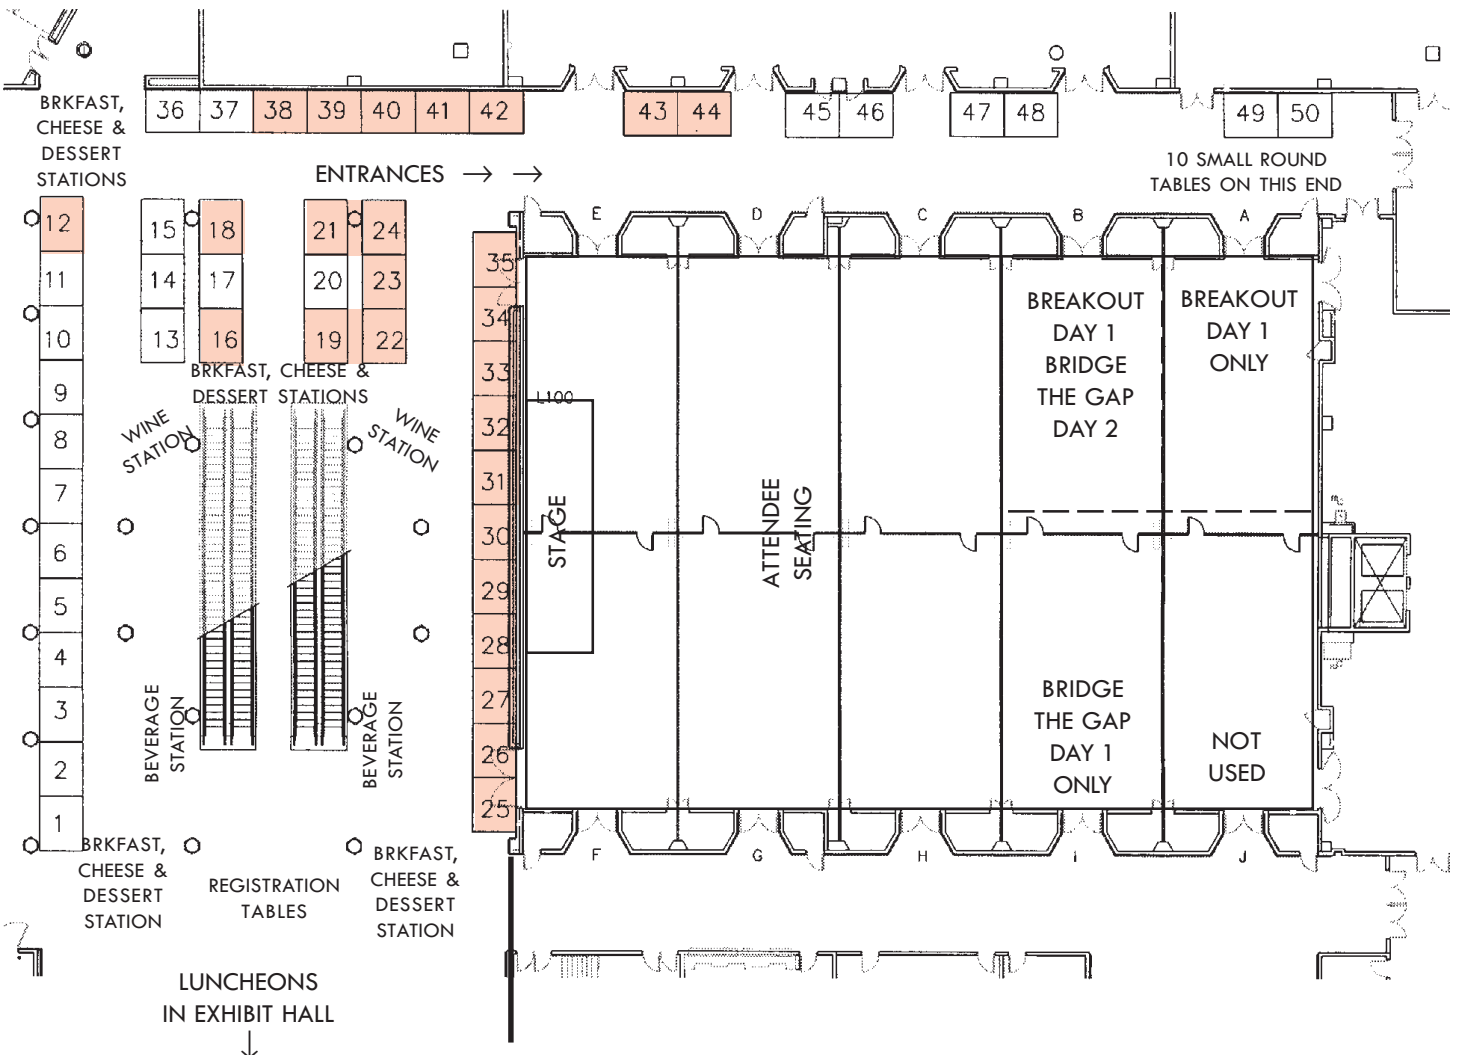 BRKFAST,
CHEESE &
DESSERT
STATIONS
36 37 38 39 40 41 42
43 44
45 46
47 48
49 50
10 SMALL ROUND
TABLES ON THIS END
ENTRANCES → →
12
11
10
9
8
7
6
5
4
3
2
1
15 18 21 24
14 17 20 23
13 16 19 22
BRKFAST, CHEESE &
DESSERT STATIONS
WINE
STATION
WINE
STATION
BEVERAGE
STATION
BEVERAGE
STATION
35
34
33
32
31
30
29
28
27
26
25
E D C B A
L100
STAGE
ATTENDEE
SEATING
BREAKOUT
DAY 1
BRIDGE
THE GAP
DAY 2
BREAKOUT
DAY 1
ONLY
BRIDGE
THE GAP
DAY 1
ONLY
NOT
USED
F G H I J
BRKFAST,
CHEESE &
DESSERT
STATION
REGISTRATION
TABLES
BRKFAST,
CHEESE &
DESSERT
STATION
LUNCHEONS
IN EXHIBIT HALL
↓